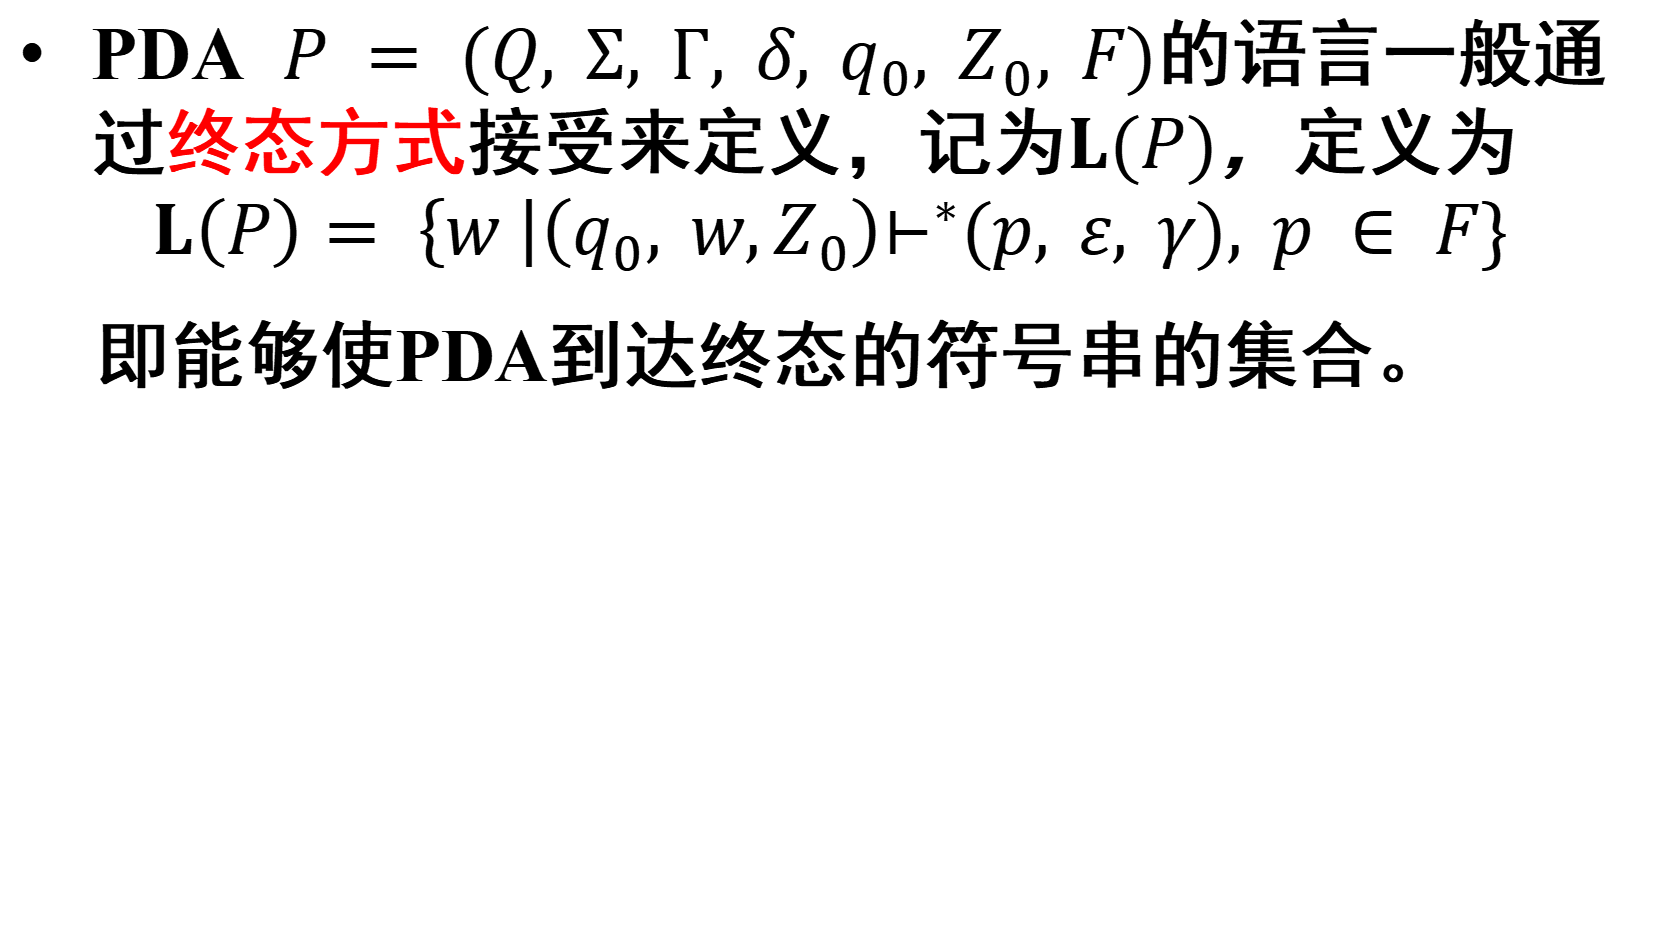 • PDA P = (Q, Σ, Γ, δ, q₀, Z₀, F)的语言一般通
过终态方式接受来定义，记为L(P)，定义为
L(P) = {w |(q₀, w, Z₀)⊢*(p, ε, γ), p ∈ F}
即能够使PDA到达终态的符号串的集合。